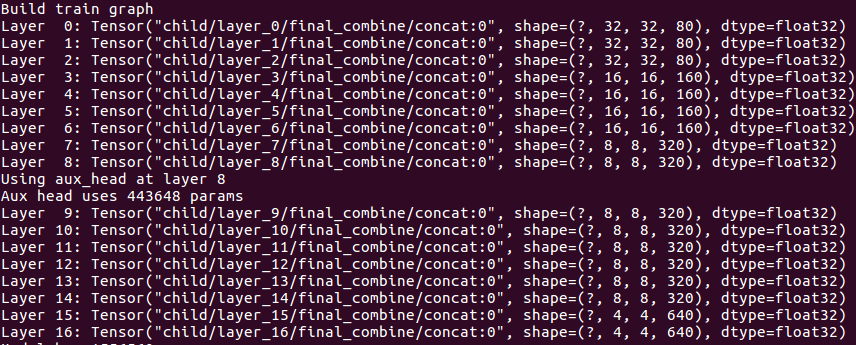 Build train graph
Layer  0: Tensor("child/layer_0/final_combine/concat:0", shape=(?, 32, 32, 80), dtype=float32)
Layer  1: Tensor("child/layer_1/final_combine/concat:0", shape=(?, 32, 32, 80), dtype=float32)
Layer  2: Tensor("child/layer_2/final_combine/concat:0", shape=(?, 32, 32, 80), dtype=float32)
Layer  3: Tensor("child/layer_3/final_combine/concat:0", shape=(?, 16, 16, 160), dtype=float32)
Layer  4: Tensor("child/layer_4/final_combine/concat:0", shape=(?, 16, 16, 160), dtype=float32)
Layer  5: Tensor("child/layer_5/final_combine/concat:0", shape=(?, 16, 16, 160), dtype=float32)
Layer  6: Tensor("child/layer_6/final_combine/concat:0", shape=(?, 16, 16, 160), dtype=float32)
Layer  7: Tensor("child/layer_7/final_combine/concat:0", shape=(?, 8, 8, 320), dtype=float32)
Layer  8: Tensor("child/layer_8/final_combine/concat:0", shape=(?, 8, 8, 320), dtype=float32)
Using aux_head at layer 8
Aux head uses 443648 params
Layer  9: Tensor("child/layer_9/final_combine/concat:0", shape=(?, 8, 8, 320), dtype=float32)
Layer 10: Tensor("child/layer_10/final_combine/concat:0", shape=(?, 8, 8, 320), dtype=float32)
Layer 11: Tensor("child/layer_11/final_combine/concat:0", shape=(?, 8, 8, 320), dtype=float32)
Layer 12: Tensor("child/layer_12/final_combine/concat:0", shape=(?, 8, 8, 320), dtype=float32)
Layer 13: Tensor("child/layer_13/final_combine/concat:0", shape=(?, 8, 8, 320), dtype=float32)
Layer 14: Tensor("child/layer_14/final_combine/concat:0", shape=(?, 8, 8, 320), dtype=float32)
Layer 15: Tensor("child/layer_15/final_combine/concat:0", shape=(?, 4, 4, 640), dtype=float32)
Layer 16: Tensor("child/layer_16/final_combine/concat:0", shape=(?, 4, 4, 640), dtype=float32)